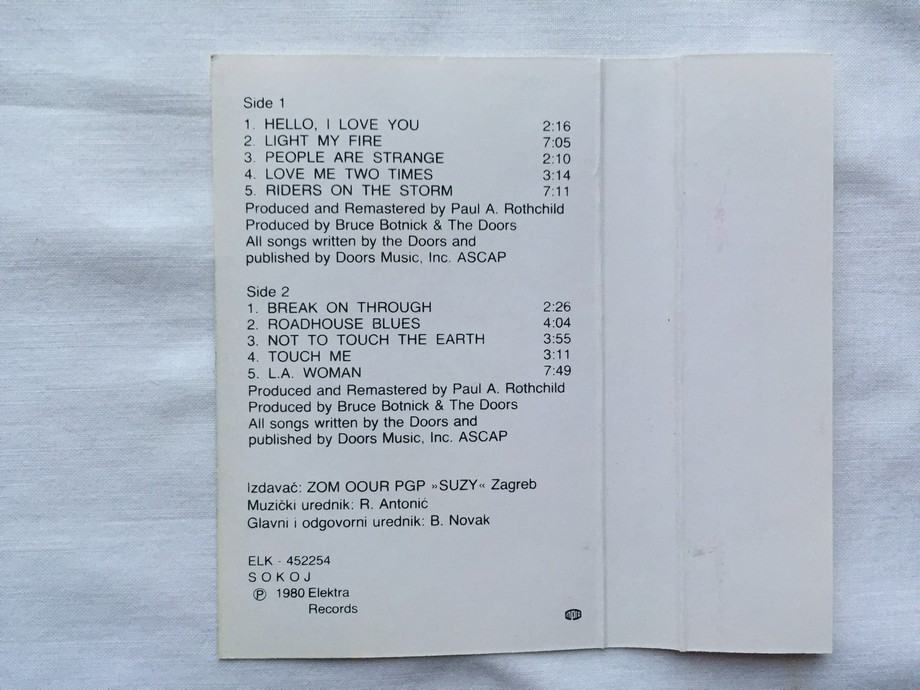 Side 1
1. HELLO, I LOVE YOU 2:16
2. LIGHT MY FIRE 7:05
3. PEOPLE ARE STRANGE 2:10
4. LOVE ME TWO TIMES 3:14
5. RIDERS ON THE STORM 7:11
Produced and Remastered by Paul A. Rothchild
Produced by Bruce Botnick & The Doors
All songs written by the Doors and
published by Doors Music, Inc. ASCAP
Side 2
1. BREAK ON THROUGH 2:26
2. ROADHOUSE BLUES 4:04
3. NOT TO TOUCH THE EARTH 3:55
4. TOUCH ME 3:11
5. L.A. WOMAN 7:49
Produced and Remastered by Paul A. Rothchild
Produced by Bruce Botnick & The Doors
All songs written by the Doors and
published by Doors Music, Inc. ASCAP
Izdavač: ZOM OOUR PGP »SUZY« Zagreb
Muzički urednik: R. Antonić
Glavni i odgovorni urednik: B. Novak
ELK - 452254
SOKOJ
℗ 1980 Elektra
Records